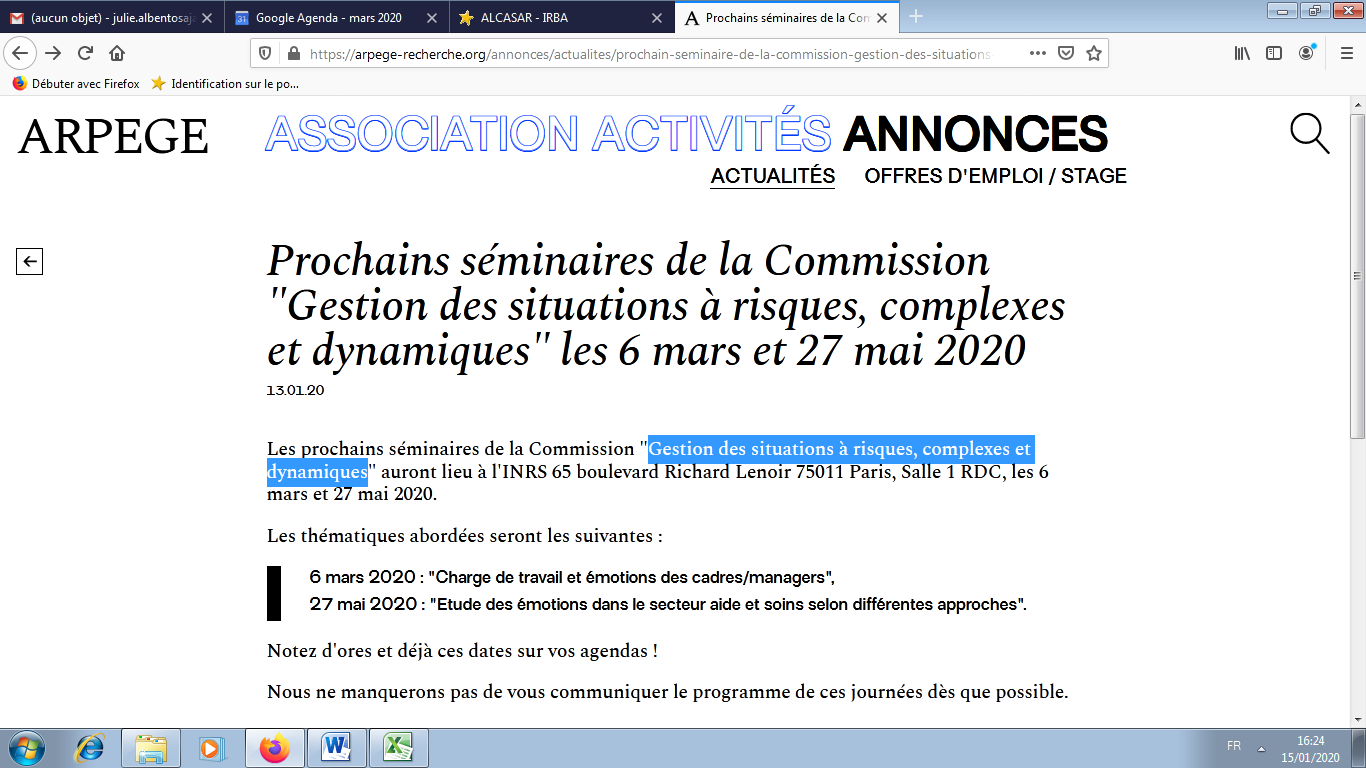 (aucun objet) - julie.albentosaj
Google Agenda - mars 2020
ALCASAR - IRBA
Prochains séminaires de la Com
https://arpege-recherche.org/annonces/actualites/prochain-seminaire-de-la-commission-gestion-des-situations
Débuter avec Firefox
Identification sur le po...
ARPEGE
ASSOCIATION ACTIVITÉS ANNONCES
ACTUALITÉS OFFRES D'EMPLOI / STAGE
Prochains séminaires de la Commission
"Gestion des situations à risques, complexes
et dynamiques" les 6 mars et 27 mai 2020
13.01.20
Les prochains séminaires de la Commission "Gestion des situations à risques, complexes et
dynamiques" auront lieu à l'INRS 65 boulevard Richard Lenoir 75011 Paris, Salle 1 RDC, les 6
mars et 27 mai 2020.
Les thématiques abordées seront les suivantes :
6 mars 2020 : "Charge de travail et émotions des cadres/managers",
27 mai 2020 : "Etude des émotions dans le secteur aide et soins selon différentes approches".
Notez d'ores et déjà ces dates sur vos agendas !
Nous ne manquerons pas de vous communiquer le programme de ces journées dès que possible.
FR
16:24
15/01/2020